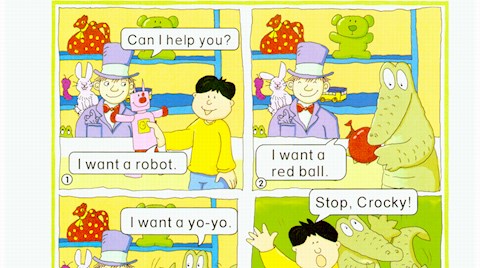 Can I help you?
I want a robot.
1
I want a
red ball.
2
I want a yo-yo.
Stop, Crocky!